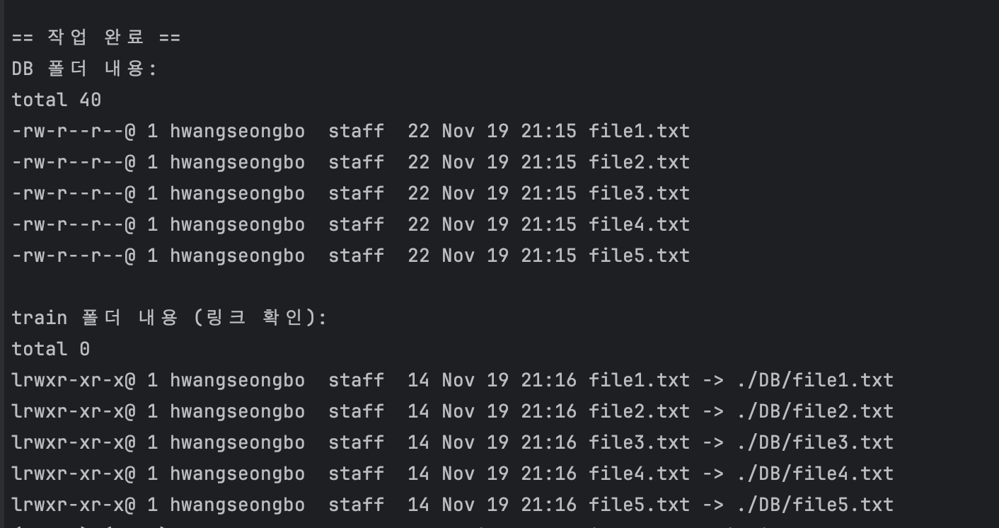 == 작업 완료 ==
DB 폴더 내용:
total 40
-rw-r--r--@ 1 hwangseongbo  staff  22 Nov 19 21:15 file1.txt
-rw-r--r--@ 1 hwangseongbo  staff  22 Nov 19 21:15 file2.txt
-rw-r--r--@ 1 hwangseongbo  staff  22 Nov 19 21:15 file3.txt
-rw-r--r--@ 1 hwangseongbo  staff  22 Nov 19 21:15 file4.txt
-rw-r--r--@ 1 hwangseongbo  staff  22 Nov 19 21:15 file5.txt
train 폴더 내용 (링크 확인):
total 0
lrwxr-xr-x@ 1 hwangseongbo  staff  14 Nov 19 21:16 file1.txt -> ./DB/file1.txt
lrwxr-xr-x@ 1 hwangseongbo  staff  14 Nov 19 21:16 file2.txt -> ./DB/file2.txt
lrwxr-xr-x@ 1 hwangseongbo  staff  14 Nov 19 21:16 file3.txt -> ./DB/file3.txt
lrwxr-xr-x@ 1 hwangseongbo  staff  14 Nov 19 21:16 file4.txt -> ./DB/file4.txt
lrwxr-xr-x@ 1 hwangseongbo  staff  14 Nov 19 21:16 file5.txt -> ./DB/file5.txt